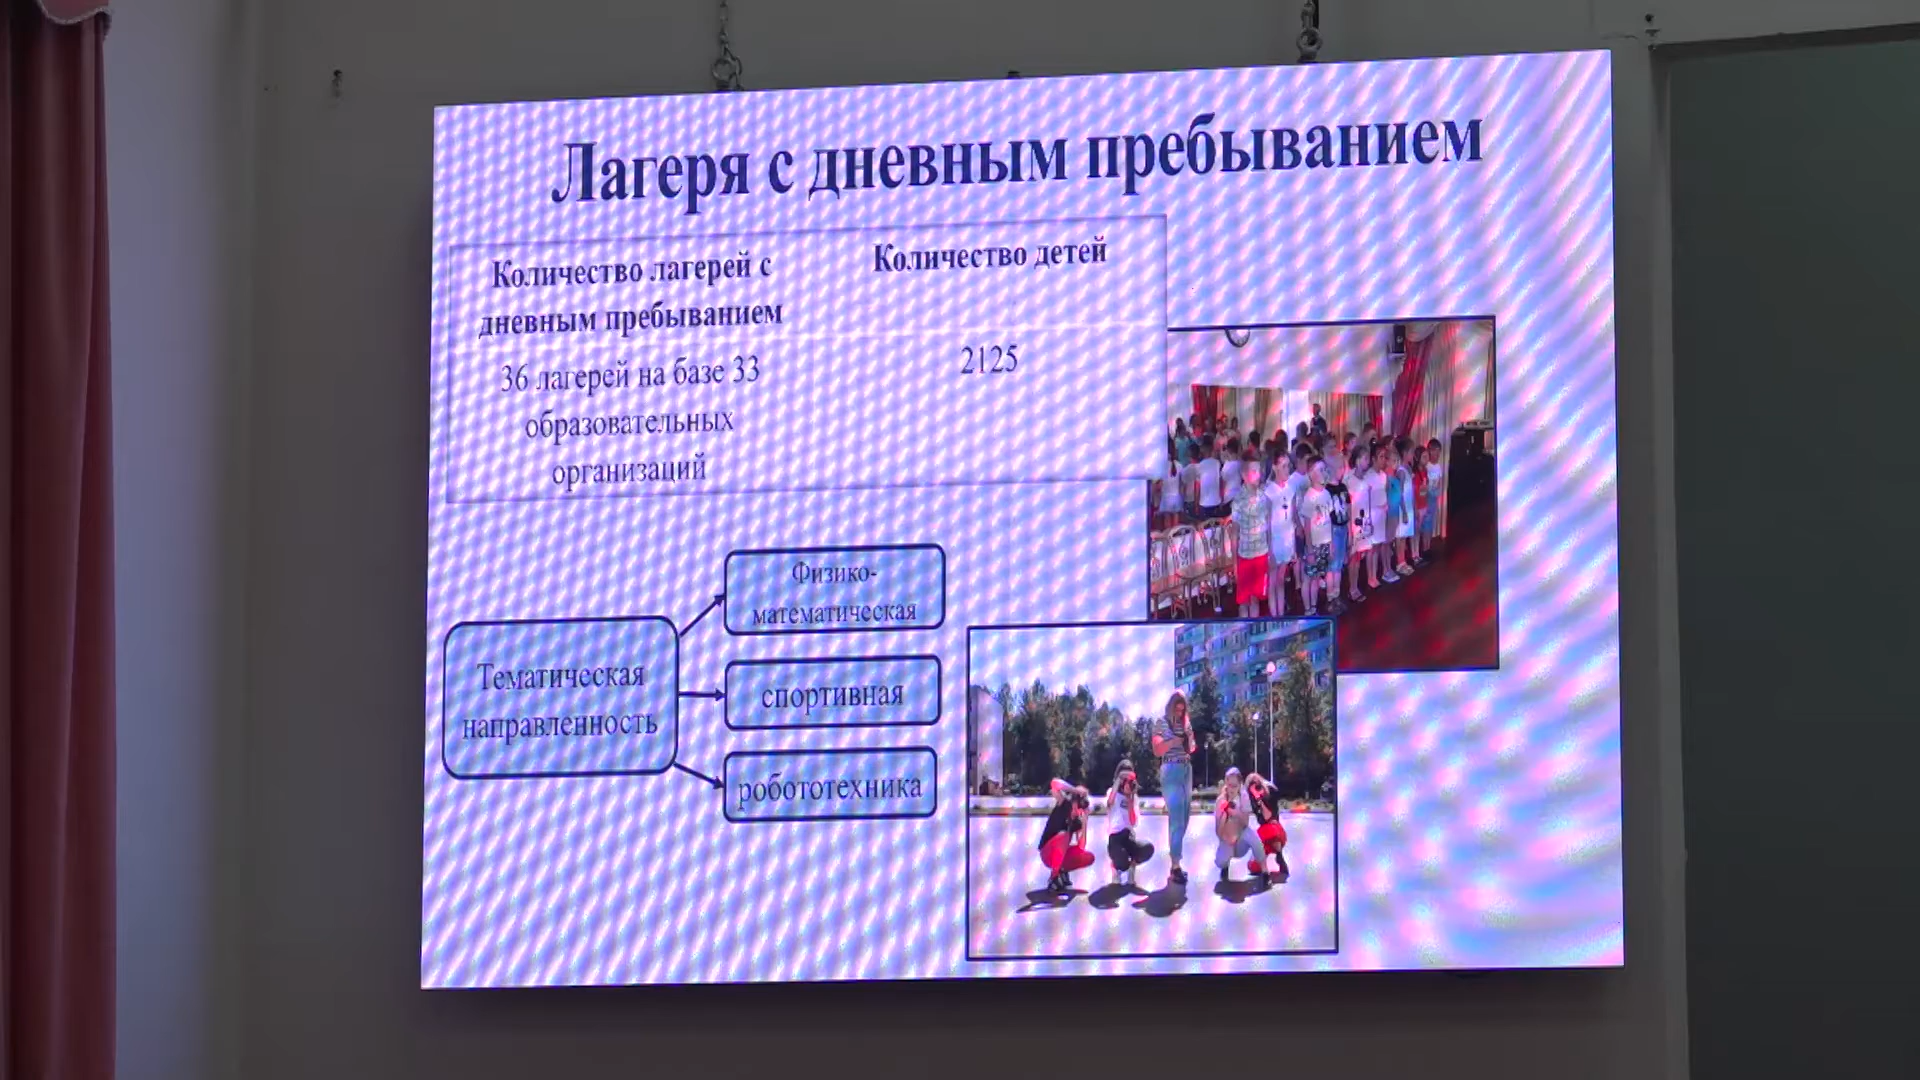 Лагеря с дневным пребыванием
Количество лагерей с
дневным пребыванием
Количество детей
36 лагерей на базе 33
образовательных
организаций
2125
Тематическая
направленность
Физико-
математическая
спортивная
робототехника